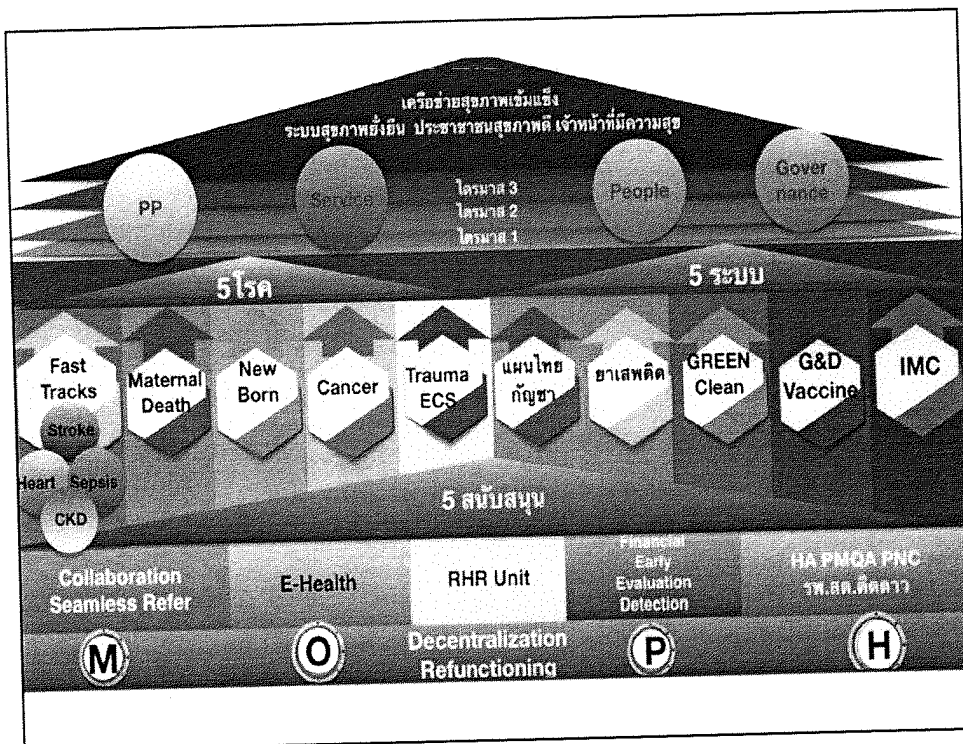 เครือข่ายสุขภาพเข้มแข็ง
ระบบสุขภาพยั่งยืน ประชาชาชนสุขภาพดี เจ้าหน้าที่มีความสุข
PP
Service
ไตรมาส 3
ไตรมาส 2
ไตรมาส 1
People
Gover
nance
5โรค
5 ระบบ
Fast
Tracks
Stroke
Heart
Sepsis
CKD
Maternal
Death
New
Born
Cancer
Trauma
ECS
แผนไทย
กัญชา
ยาเสพติด
GREEN
Clean
G&D
Vaccine
IMC
5 สนับสนุน
Collaboration
Seamless Refer
E-Health
RHR Unit
Financial
Early
Evaluation
Detection
HA PMQA PNC
รพ.สต.ติดดาว
M
O
Decentralization
Refunctioning
P
H